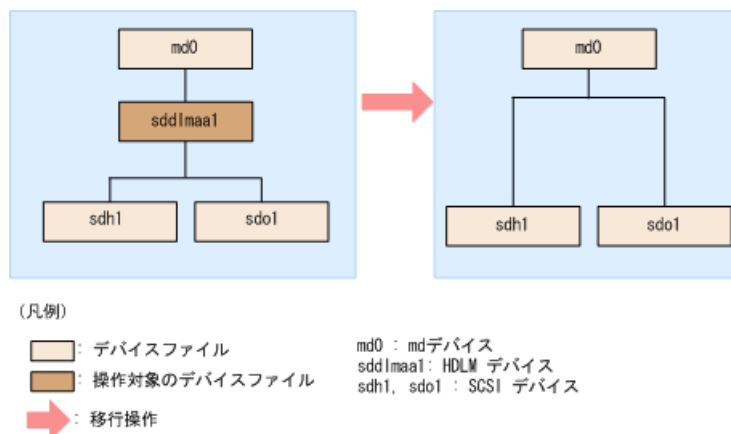 md0
sddlmaa1
sdh1
sdo1
md0
sdh1
sdo1
(凡例)
: デバイスファイル
: 操作対象のデバイスファイル
: 移行操作
md0 : mdデバイス
sddlmaa1: HDLM デバイス
sdh1, sdo1 : SCSI デバイス